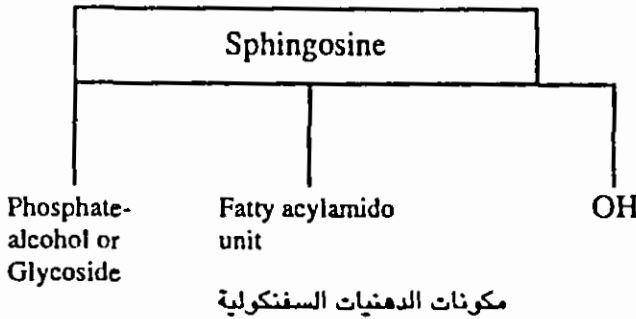 Sphingosine
Phosphate-
alcohol or
Glycoside
Fatty acylamido
unit
OH
مكونات الدهنيات السفنكولية